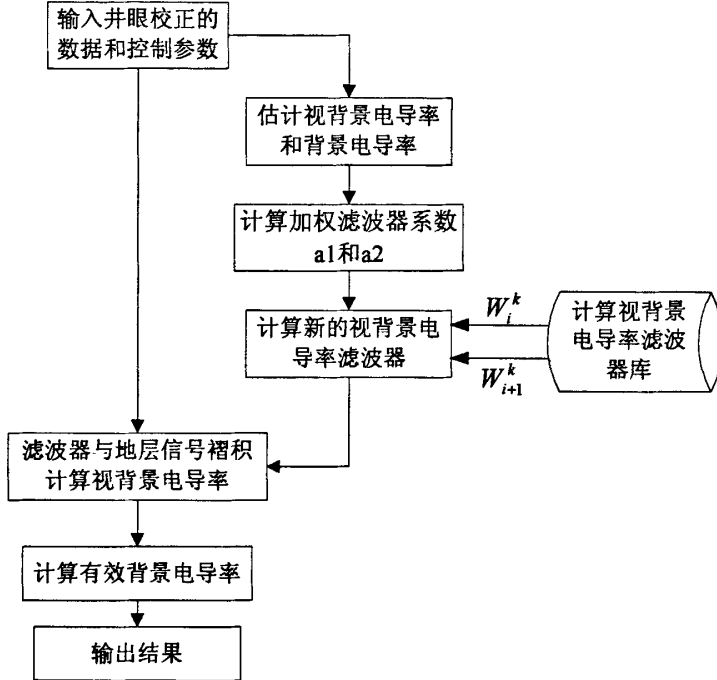 输入井眼校正的
数据和控制参数
估计视背景电导率
和背景电导率
计算加权滤波器系数
a1和a2
计算新的视背景电
导率滤波器
W_i^k
W_{i+1}^k
计算视背景
电导率滤波
器库
滤波器与地层信号褶积
计算视背景电导率
计算有效背景电导率
输出结果